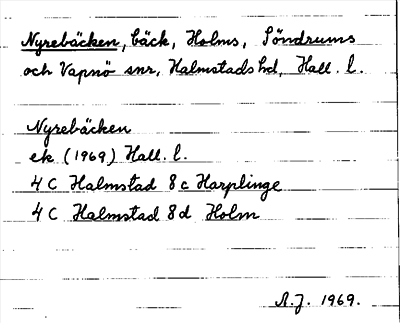 Nyrebäcken, bäck, Holms, Söndrums
och Vapnö snr, Halmstads hd, Hall. l.
Nyrebäcken
ek (1969) Hall. l.
4 C Halmstad 8 c Harplinge
4 C Halmstad 8 d Holm
A.J. 1969.